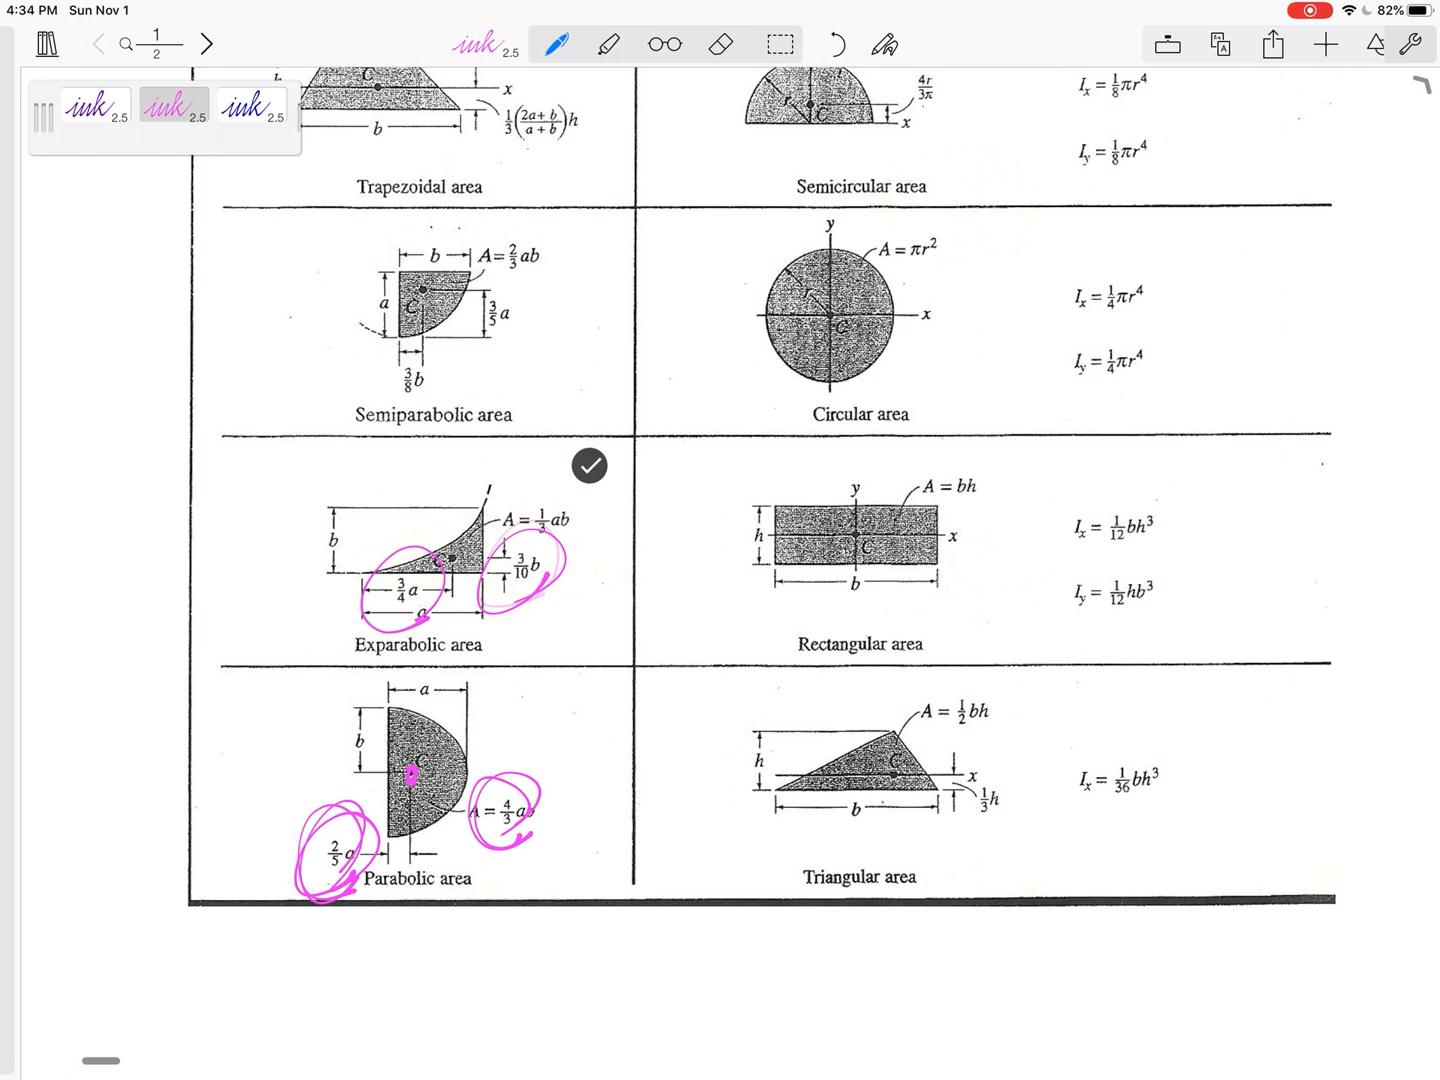 4:34 PM Sun Nov 1
82%
1
2
ink 2.5
ink 2.5
ink 2.5
ink 2.5
C
x
b
1/3 (2a + b / a + b) h
Trapezoidal area
r
C
4r/3π
x
I_x = 1/8 πr^4
I_y = 1/8 πr^4
Semicircular area
b
A = 2/3 ab
a
C
3/5 a
3/8 b
Semiparabolic area
y
A = πr^2
r
C
x
I_x = 1/4 πr^4
I_y = 1/4 πr^4
Circular area
b
A = 1/3 ab
C
3/10 b
3/4 a
a
Exparabolic area
y
A = bh
h
C
x
b
I_x = 1/12 bh^3
I_y = 1/12 hb^3
Rectangular area
a
b
C
A = 4/3 ab
2/5 a
Parabolic area
A = 1/2 bh
h
C
x
1/3 h
b
I_x = 1/36 bh^3
Triangular area